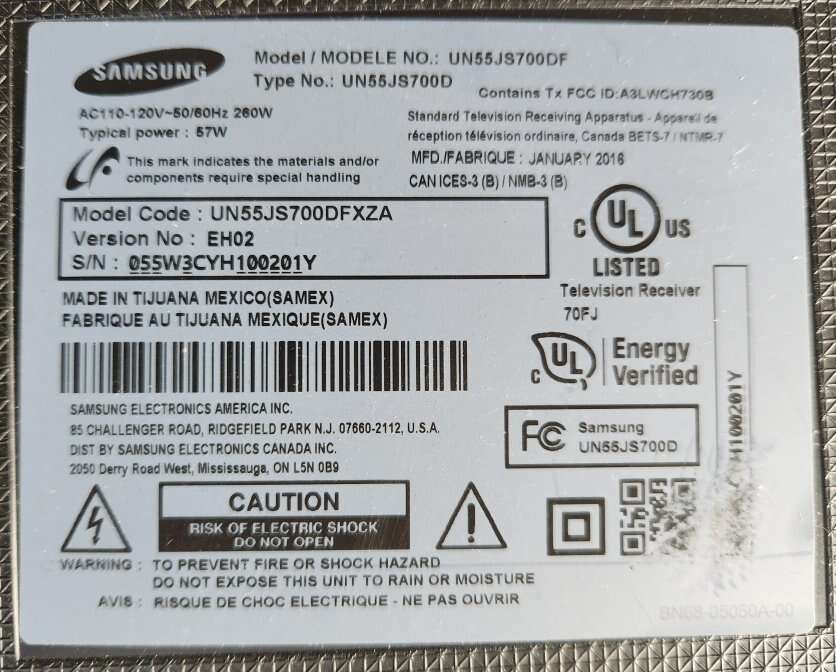 SAMSUNG
Model / MODELE NO.: UN55JS700DF
Type No.: UN55JS700D
Contains Tx FCC ID:A3LWCH730B
AC110-120V~50/60Hz 260W
Typical power : 57W
Standard Television Receiving Apparatus - Appareil de
réception télévision ordinaire, Canada BETS-7 / NTMR-7
This mark indicates the materials and/or
components require special handling
MFD./FABRIQUE : JANUARY 2016
CAN ICES-3 (B) / NMB-3 (B)
Model Code : UN55JS700DFXZA
Version No : EH02
S/N : 055W3CYH100201Y
C UL US
LISTED
Television Receiver
70FJ
MADE IN TIJUANA MEXICO(SAMEX)
FABRIQUE AU TIJUANA MEXIQUE(SAMEX)
C UL Energy
Verified
SAMSUNG ELECTRONICS AMERICA INC.
85 CHALLENGER ROAD, RIDGEFIELD PARK N.J. 07660-2112, U.S.A.
DIST BY SAMSUNG ELECTRONICS CANADA INC.
2050 Derry Road West, Mississauga, ON L5N 0B9
FC Samsung
UN55JS700D
H100201Y
CAUTION
RISK OF ELECTRIC SHOCK
DO NOT OPEN
WARNING : TO PREVENT FIRE OR SHOCK HAZARD
DO NOT EXPOSE THIS UNIT TO RAIN OR MOISTURE
AVIS : RISQUE DE CHOC ELECTRIQUE - NE PAS OUVRIR
BN68-05060A-00